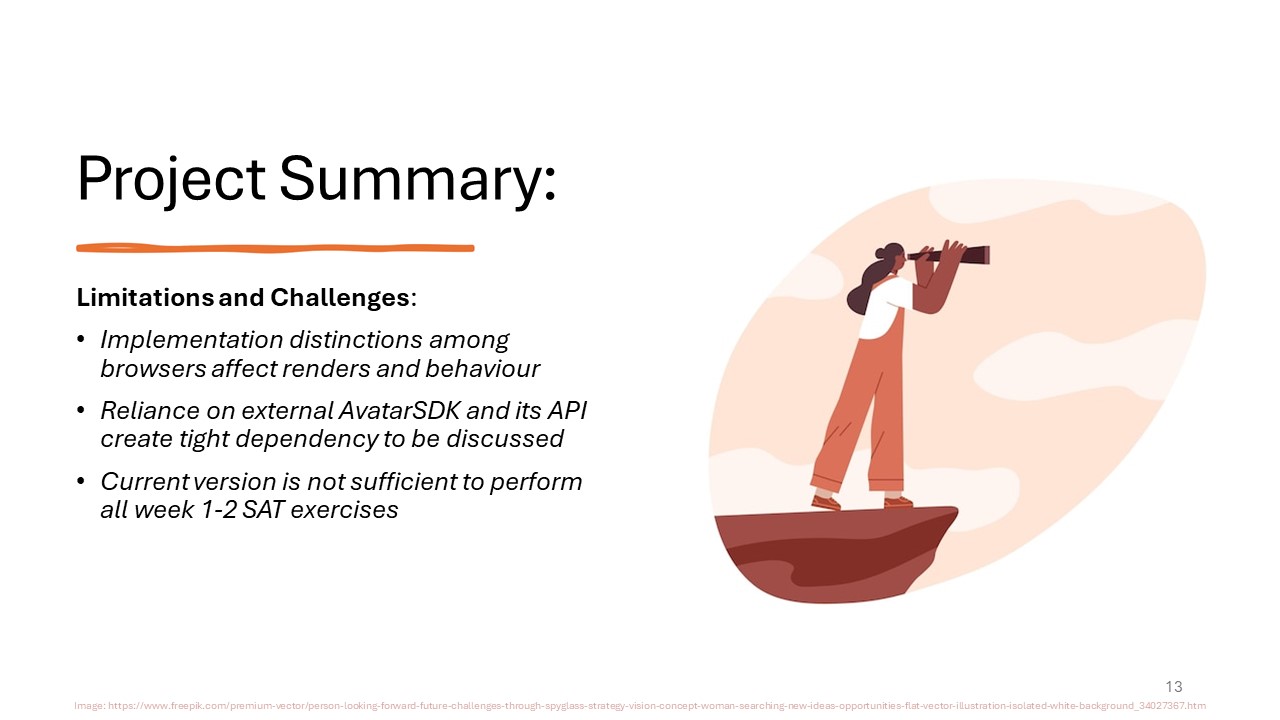 Project Summary:
Limitations and Challenges:
• Implementation distinctions among
browsers affect renders and behaviour
• Reliance on external AvatarSDK and its API
create tight dependency to be discussed
• Current version is not sufficient to perform
all week 1-2 SAT exercises
13
Image: https://www.freepik.com/premium-vector/person-looking-forward-future-challenges-through-spyglass-strategy-vision-concept-woman-searching-new-ideas-opportunities-flat-vector-illustration-isolated-white-background_34027367.htm